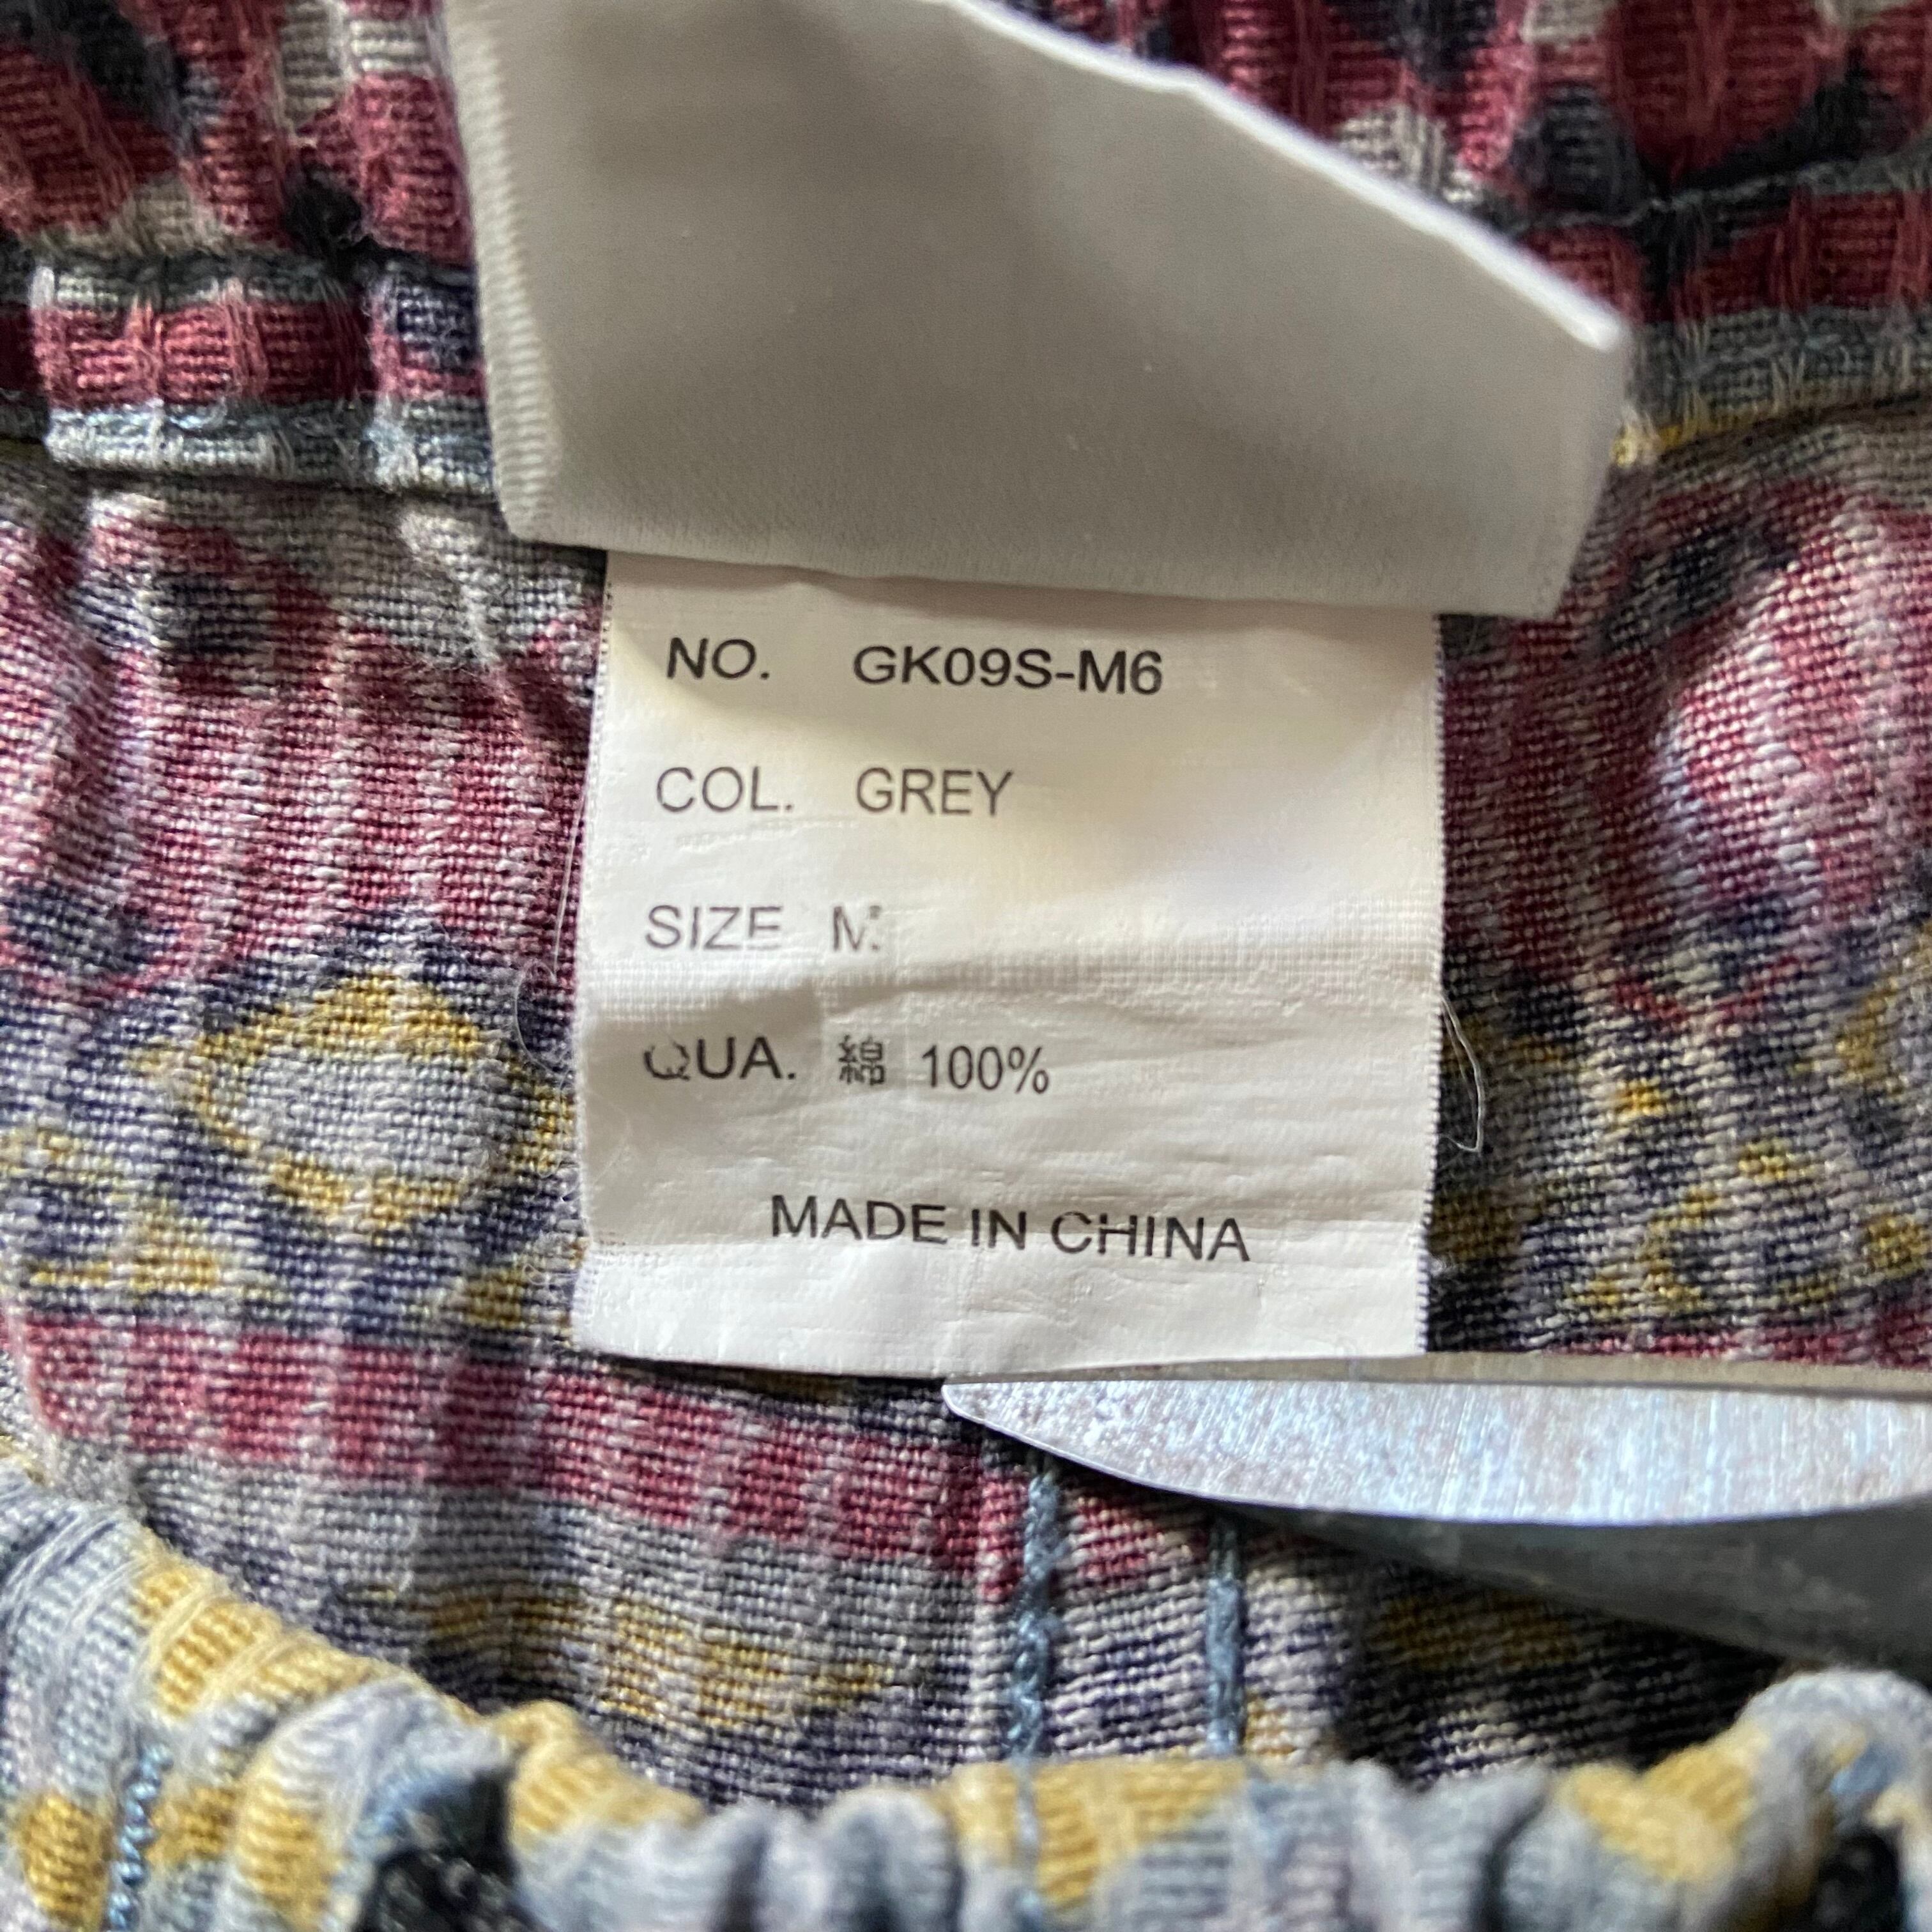 NO. GK09S-M6
COL. GREY
SIZE M
QUA. 綿 100%
MADE IN CHINA